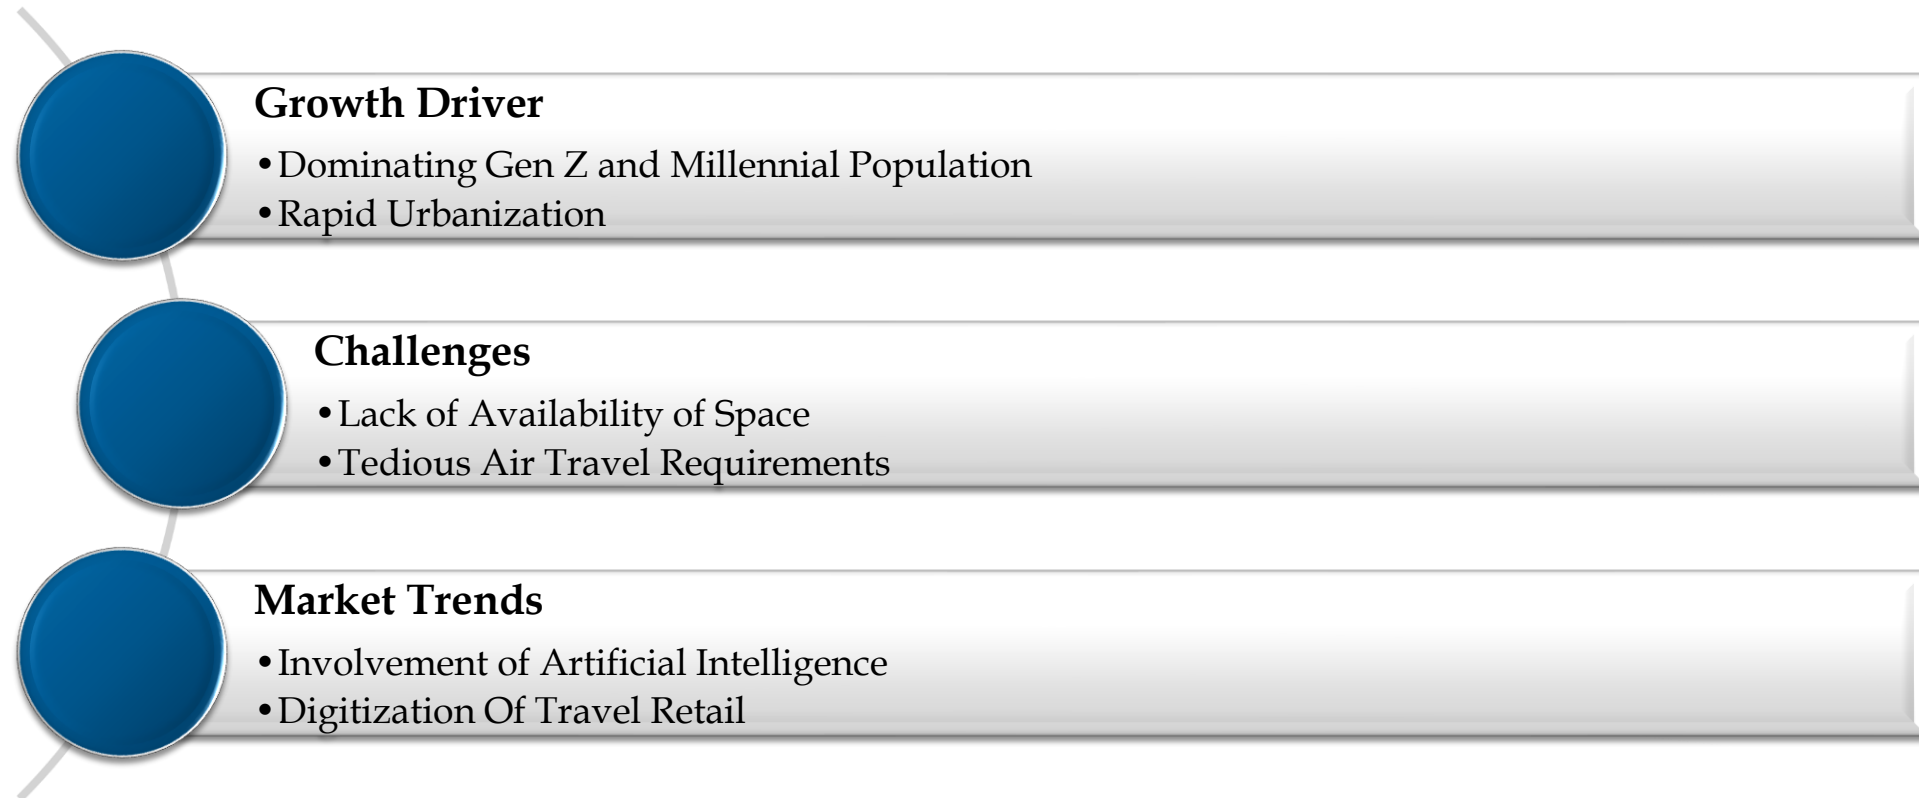 Growth Driver
•Dominating Gen Z and Millennial Population
•Rapid Urbanization
Challenges
•Lack of Availability of Space
•Tedious Air Travel Requirements
Market Trends
•Involvement of Artificial Intelligence
•Digitization Of Travel Retail